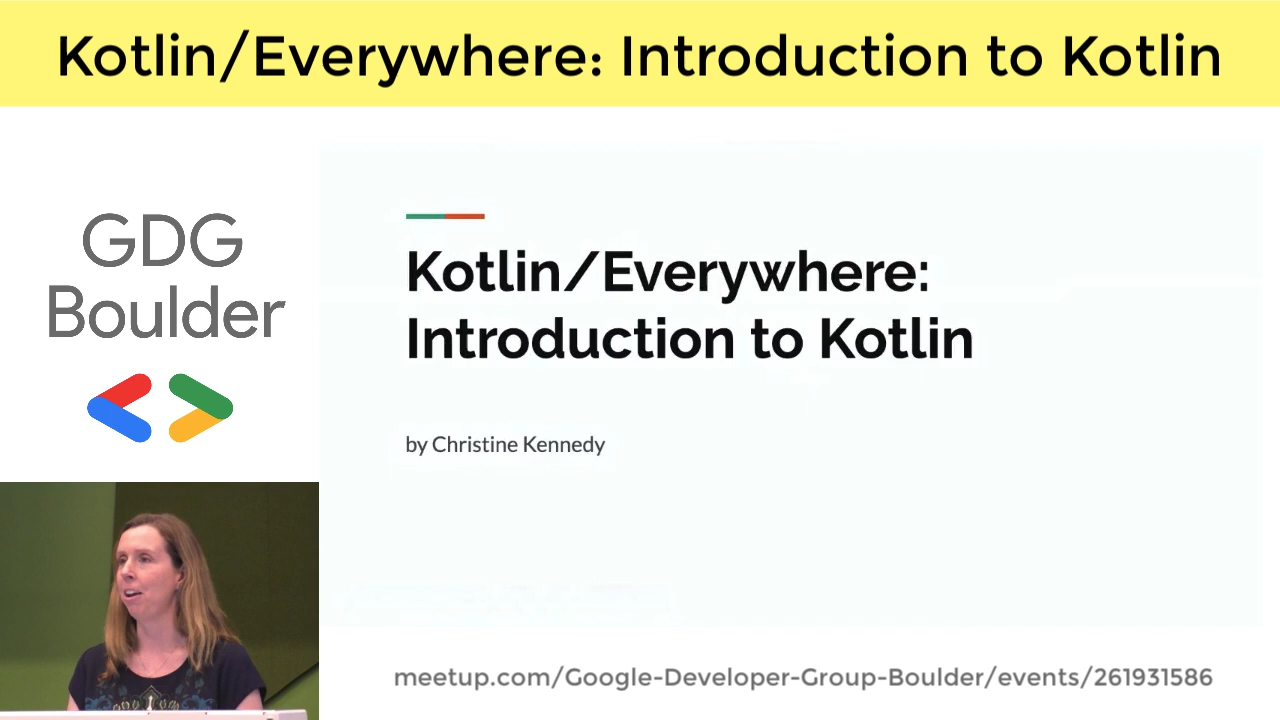 Kotlin/Everywhere: Introduction to Kotlin
GDG
Boulder
Kotlin/Everywhere:
Introduction to Kotlin
by Christine Kennedy
meetup.com/Google-Developer-Group-Boulder/events/261931586